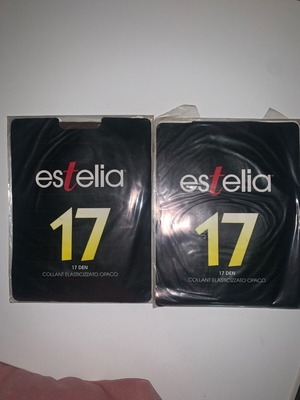 estelia
17
17 DEN
COLLANT ELASTICIZZATO OPACO
estelia
17
17 DEN
COLLANT ELASTICIZZATO OPACO